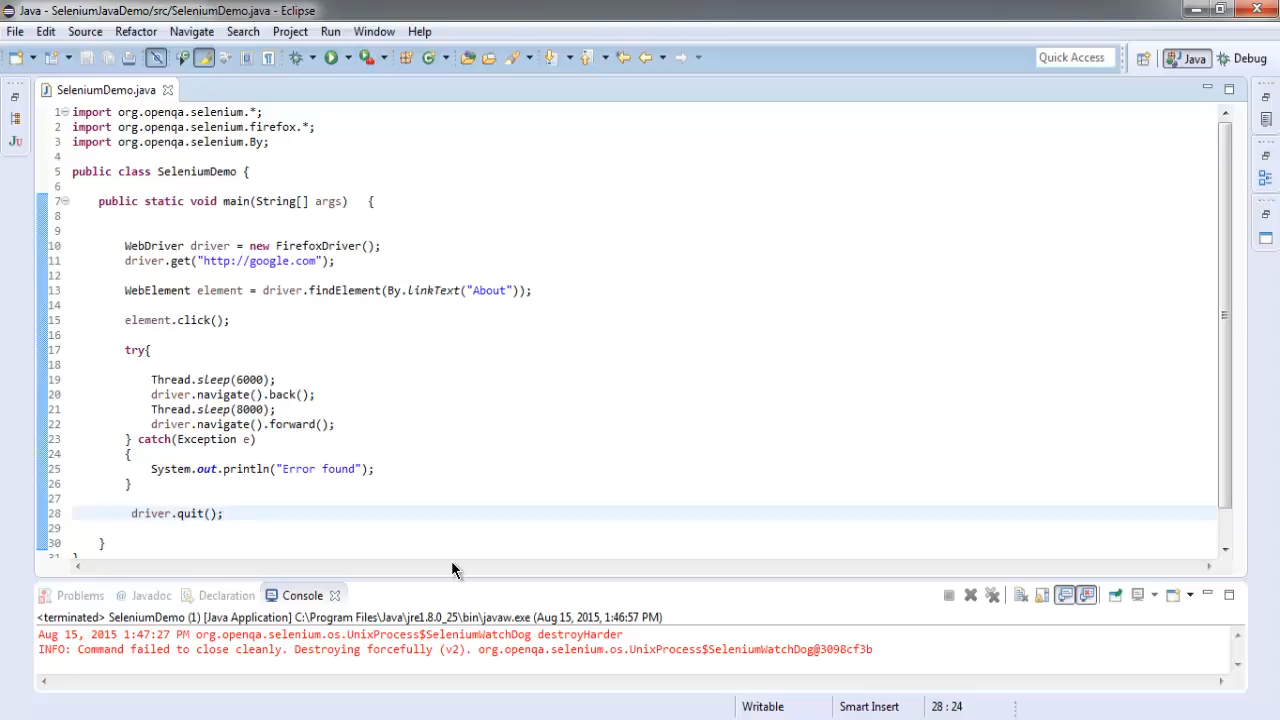 Java - SeleniumJavaDemo/src/SeleniumDemo.java - Eclipse
File Edit Source Refactor Navigate Search Project Run Window Help
Quick Access Java Debug
SeleniumDemo.java
1 import org.openqa.selenium.*;
2 import org.openqa.selenium.firefox.*;
3 import org.openqa.selenium.By;
4
5 public class SeleniumDemo {
6
7 public static void main(String[] args) {
8
9
10 WebDriver driver = new FirefoxDriver();
11 driver.get("http://google.com");
12
13 WebElement element = driver.findElement(By.linkText("About"));
14
15 element.click();
16
17 try{
18
19 Thread.sleep(6000);
20 driver.navigate().back();
21 Thread.sleep(8000);
22 driver.navigate().forward();
23 } catch(Exception e)
24 {
25 System.out.println("Error found");
26 }
27
28 driver.quit();
29
30 }
31 }
Problems @ Javadoc Declaration Console
<terminated> SeleniumDemo (1) [Java Application] C:\Program Files\Java\jre1.8.0_25\bin\javaw.exe (Aug 15, 2015, 1:46:57 PM)
Aug 15, 2015 1:47:27 PM org.openqa.selenium.os.UnixProcess$SeleniumWatchDog destroyHarder
INFO: Command failed to close cleanly. Destroying forcefully (v2). org.openqa.selenium.os.UnixProcess$SeleniumWatchDog@3098cf3b
Writable Smart Insert 28 : 24